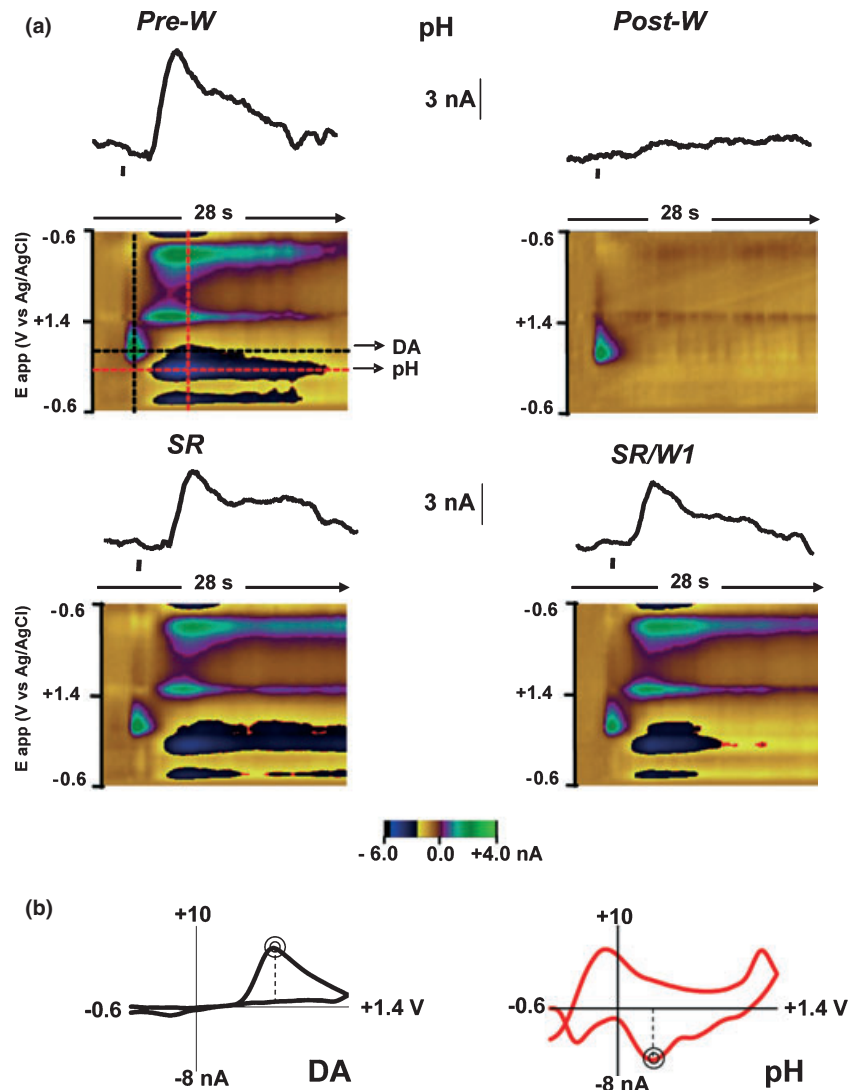 (a) Pre-W pH Post-W
3 nA
28 s 28 s
E app (V vs Ag/AgCl)
-0.6 -0.6
+1.4 +1.4
DA
pH
-0.6 -0.6
SR SR/W1
3 nA
28 s 28 s
E app (V vs Ag/AgCl)
-0.6 -0.6
+1.4 +1.4
-0.6 -0.6
- 6.0 0.0 +4.0 nA
(b)
+10 +10
-0.6 +1.4 V -0.6 +1.4 V
-8 nA DA -8 nA pH